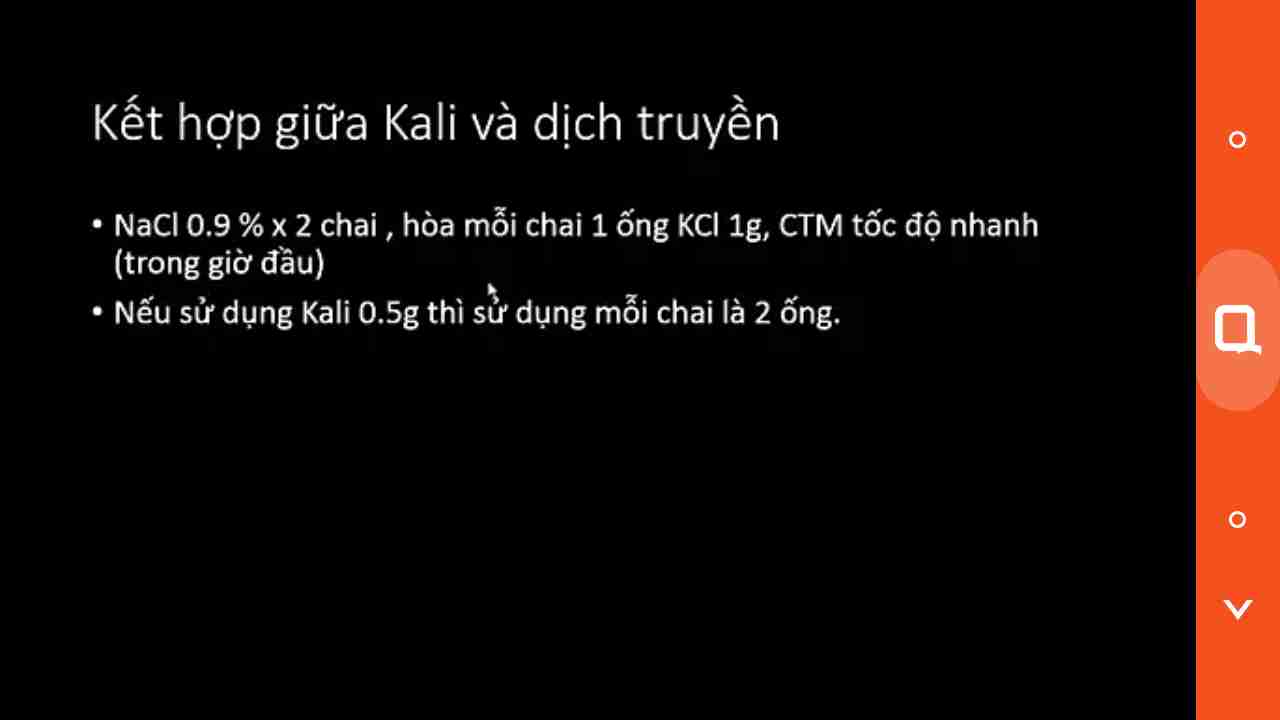 Kết hợp giữa Kali và dịch truyền
• NaCl 0.9 % x 2 chai , hòa mỗi chai 1 ống KCl 1g, CTM tốc độ nhanh
(trong giờ đầu)
• Nếu sử dụng Kali 0.5g thì sử dụng mỗi chai là 2 ống.